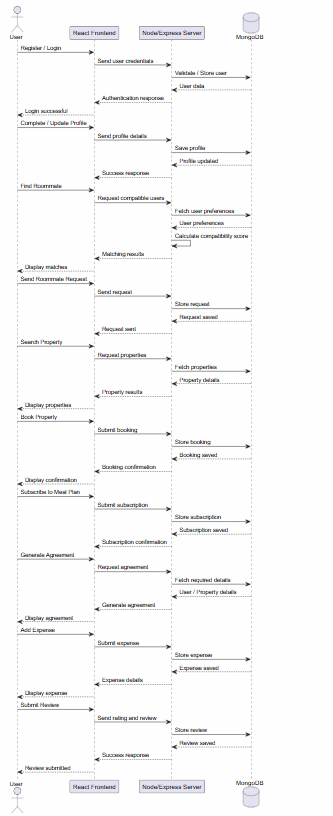 User
React Frontend
Node/Express Server
MongoDB
Register / Login
Send user credentials
Validate / Store user
User data
Authentication response
Login successful
Complete / Update Profile
Send profile details
Save profile
Profile updated
Success response
Find Roommate
Request compatible users
Fetch user preferences
User preferences
Calculate compatibility score
Matching results
Display matches
Send Roommate Request
Send request
Store request
Request saved
Request sent
Search Property
Request properties
Fetch properties
Property details
Property results
Display properties
Book Property
Submit booking
Store booking
Booking saved
Booking confirmation
Display confirmation
Subscribe to Meal Plan
Submit subscription
Store subscription
Subscription saved
Subscription confirmation
Generate Agreement
Request agreement
Fetch required details
User / Property details
Generate agreement
Display agreement
Add Expense
Submit expense
Store expense
Expense saved
Expense details
Display expense
Submit Review
Send rating and review
Store review
Review saved
Success response
Review submitted
User
React Frontend
Node/Express Server
MongoDB